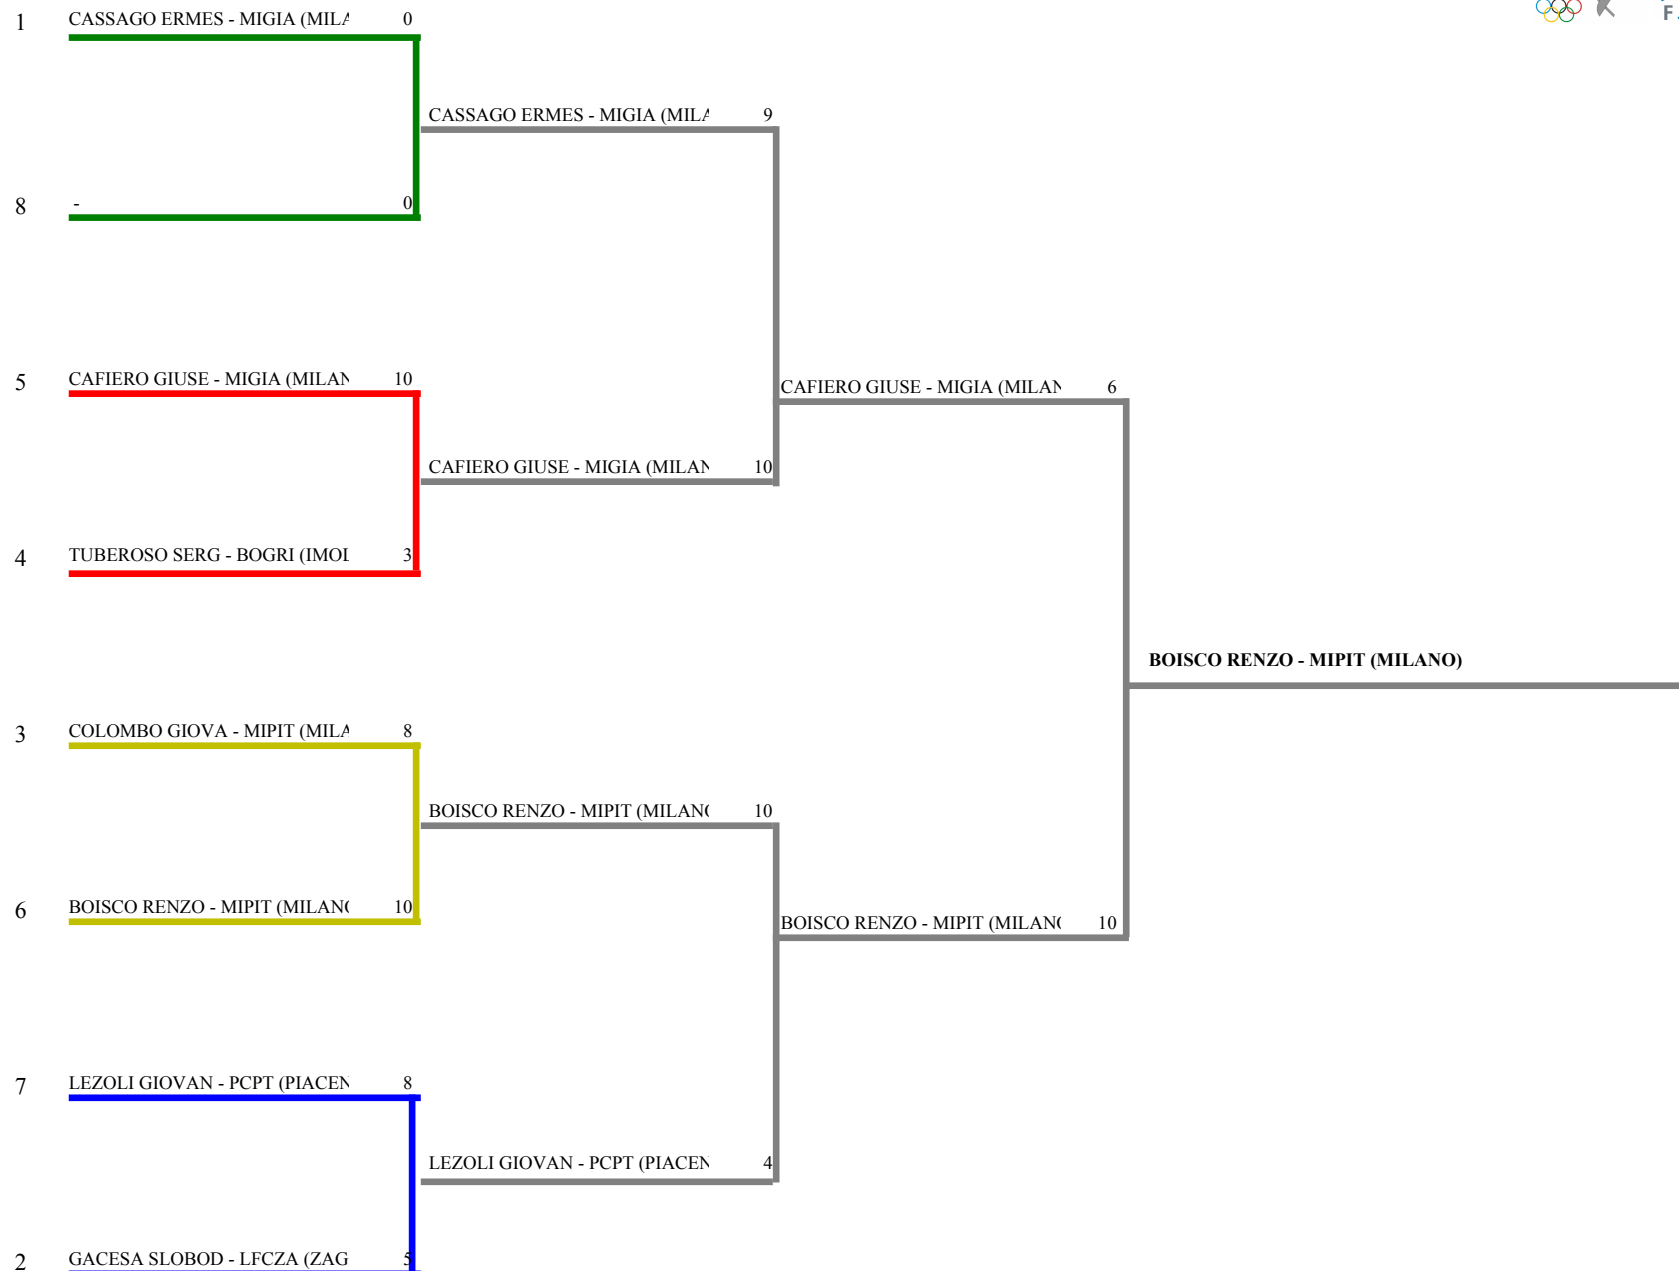 1 CASSAGO ERMES - MIGIA (MILA 0
CASSAGO ERMES - MIGIA (MILA 9
8 - 0
5 CAFIERO GIUSE - MIGIA (MILAN 10
CAFIERO GIUSE - MIGIA (MILAN 6
CAFIERO GIUSE - MIGIA (MILAN 10
4 TUBEROSO SERG - BOGRI (IMOL 3
BOISCO RENZO - MIPIT (MILANO)
3 COLOMBO GIOVA - MIPIT (MILA 8
BOISCO RENZO - MIPIT (MILANO 10
6 BOISCO RENZO - MIPIT (MILANO 10
BOISCO RENZO - MIPIT (MILANO 10
7 LEZOLI GIOVAN - PCPT (PIACEN 8
LEZOLI GIOVAN - PCPT (PIACEN 4
2 GACESA SLOBOD - LFCZA (ZAG 5
F